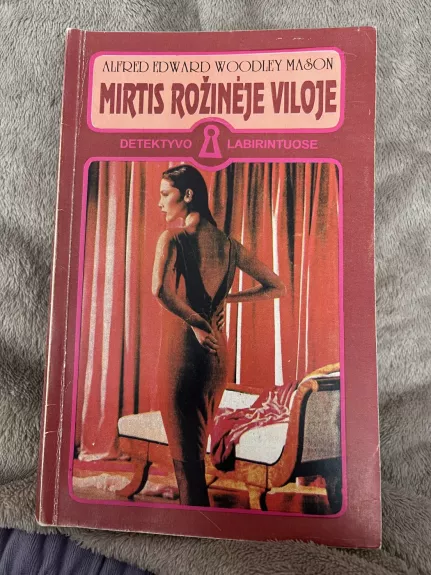 ALFRED EDWARD WOODLEY MASON
MIRTIS ROŽINĖJE VILOJE
DETEKTYVO LABIRINTUOSE